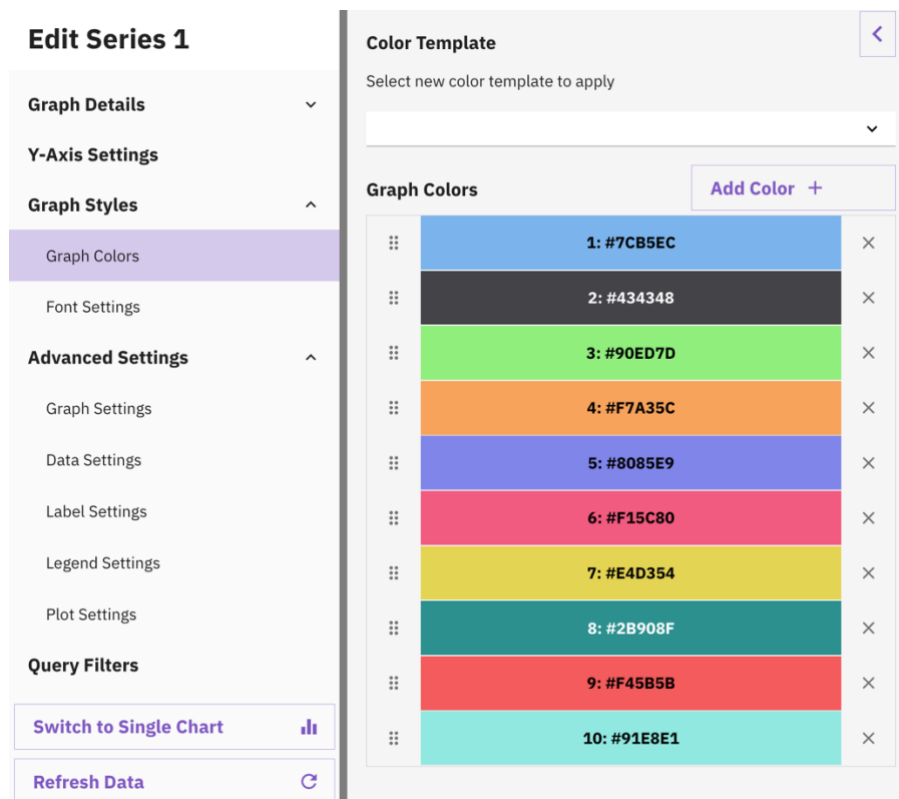 Edit Series 1
Graph Details
Y-Axis Settings
Graph Styles
Graph Colors
Font Settings
Advanced Settings
Graph Settings
Data Settings
Label Settings
Legend Settings
Plot Settings
Query Filters
Switch to Single Chart
Refresh Data
Color Template
Select new color template to apply
Graph Colors
Add Color +
1: #7CB5EC
2: #434348
3: #90ED7D
4: #F7A35C
5: #8085E9
6: #F15C80
7: #E4D354
8: #2B908F
9: #F45B5B
10: #91E8E1